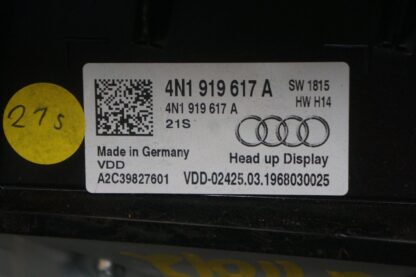 4N1 919 617 A SW 1815
4N1 919 617 A HW H14
21S
Made in Germany
VDD Head up Display
A2C39827601 VDD-02425.03.1968030025
21s